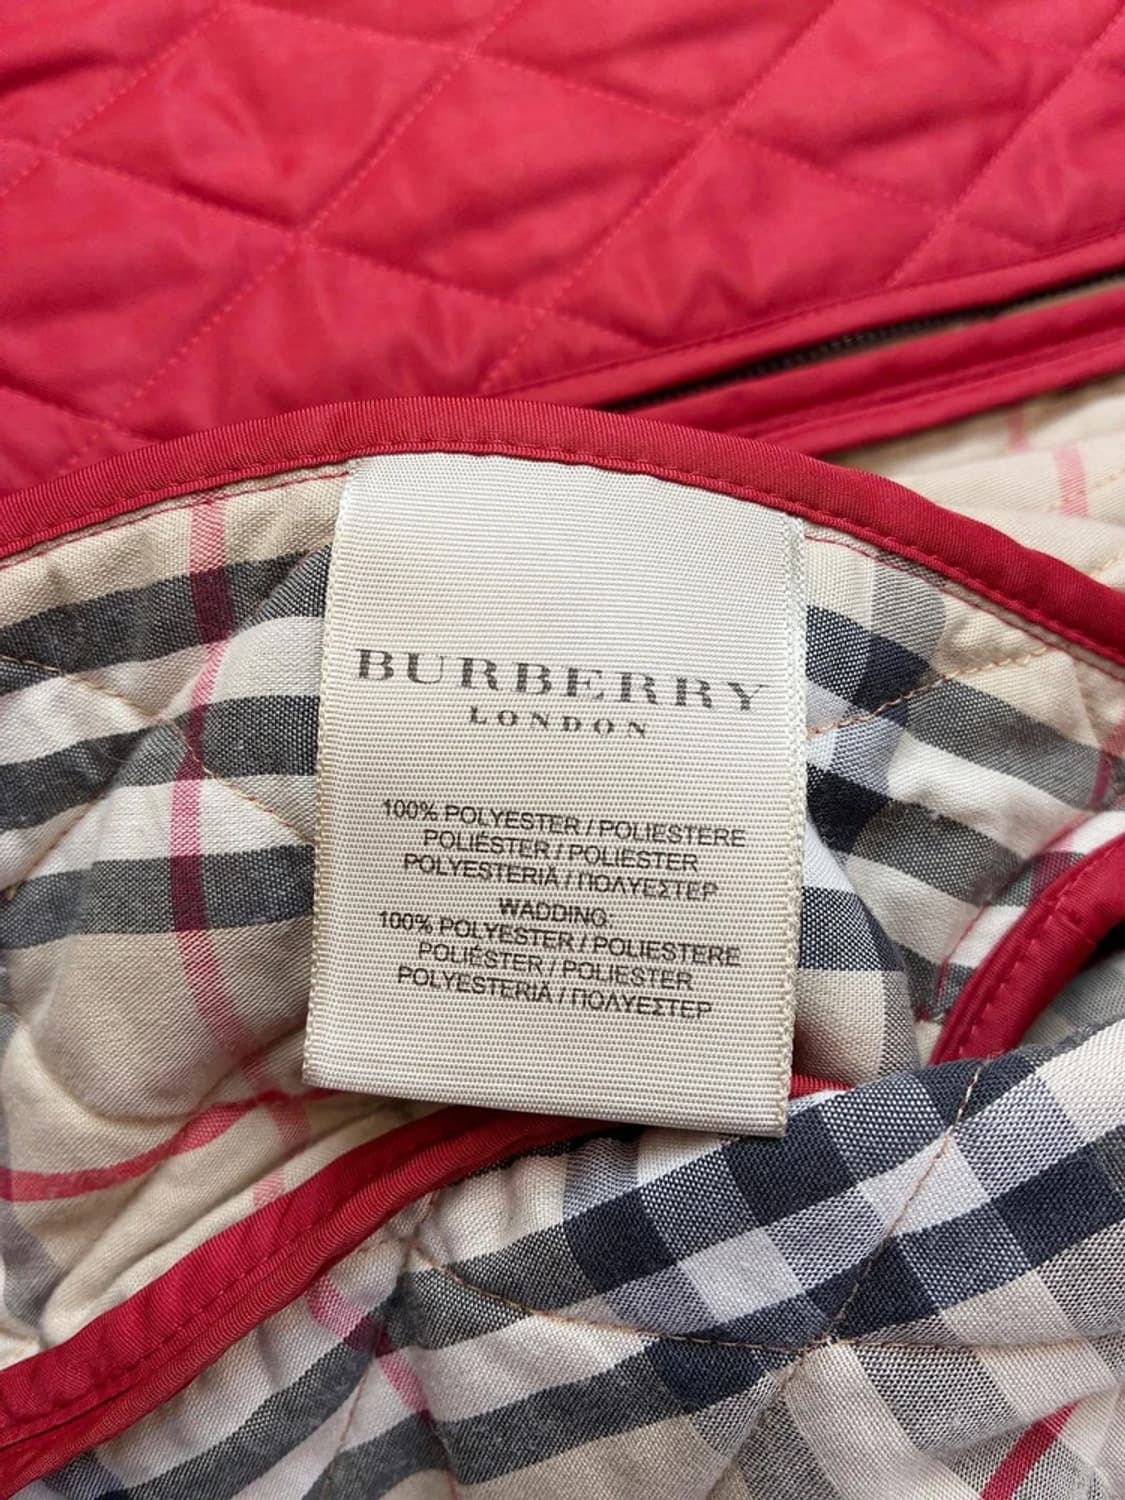 BURBERRY
LONDON
100% POLYESTER / POLIESTERE
POLIÉSTER / POLIESTER
POLYESTERIÄ / ΠΟΛΥΕΣΤΕΡ
WADDING:
100% POLYESTER / POLIESTERE
POLIÉSTER / POLIESTER
POLYESTERIÄ / ΠΟΛΥΕΣΤΕΡ